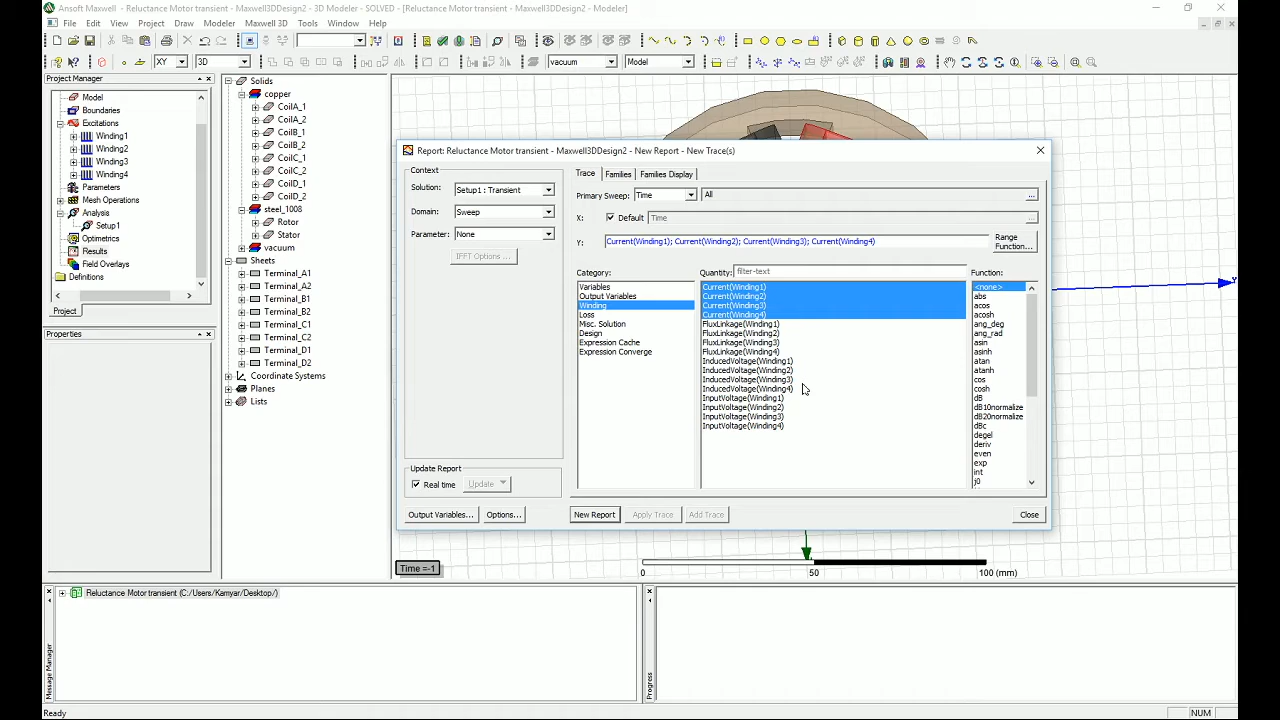 Ansoft Maxwell - Reluctance Motor transient - Maxwell3DDesign2 - 3D Modeler - SOLVED - [Reluctance Motor transient - Maxwell3DDesign2 - Modeler]
File Edit View Project Draw Modeler Maxwell 3D Tools Window Help
XY 3D vacuum Model
Project Manager
Model
Boundaries
Excitations
Winding1
Winding2
Winding3
Winding4
Parameters
Mesh Operations
Analysis
Setup1
Optimetrics
Results
Field Overlays
Definitions
Project
Properties
Solids
copper
CoilA_1
CoilA_2
CoilB_1
CoilB_2
CoilC_1
CoilC_2
CoilD_1
CoilD_2
steel_1008
Rotor
Stator
vacuum
Sheets
Terminal_A1
Terminal_A2
Terminal_B1
Terminal_B2
Terminal_C1
Terminal_C2
Terminal_D1
Terminal_D2
Coordinate Systems
Planes
Lists
Report: Reluctance Motor transient - Maxwell3DDesign2 - New Report - New Trace(s)
Context
Solution: Setup1 : Transient
Domain: Sweep
Parameter: None
IFFT Options ...
Update Report
Real time Update
Output Variables... Options...
Trace Families Families Display
Primary Sweep: Time All ...
X: Default Time ...
Y: Current(Winding1); Current(Winding2); Current(Winding3); Current(Winding4)
Range
Function...
Category:
Variables
Output Variables
Winding
Loss
Misc. Solution
Design
Expression Cache
Expression Converge
Quantity: filter-text
Current(Winding1)
Current(Winding2)
Current(Winding3)
Current(Winding4)
FluxLinkage(Winding1)
FluxLinkage(Winding2)
FluxLinkage(Winding3)
FluxLinkage(Winding4)
InducedVoltage(Winding1)
InducedVoltage(Winding2)
InducedVoltage(Winding3)
InducedVoltage(Winding4)
InputVoltage(Winding1)
InputVoltage(Winding2)
InputVoltage(Winding3)
InputVoltage(Winding4)
Function:
<none>
abs
acos
acosh
ang_deg
ang_rad
asin
asinh
atan
atanh
cos
cosh
dB
dB10normalize
dB20normalize
dBc
degel
deriv
even
exp
int
j0
New Report Apply Trace Add Trace Close
Time =-1
0 50 100 (mm)
Message Manager
Reluctance Motor transient (C:/Users/Kamyar/Desktop/)
Progress
Ready
NUM